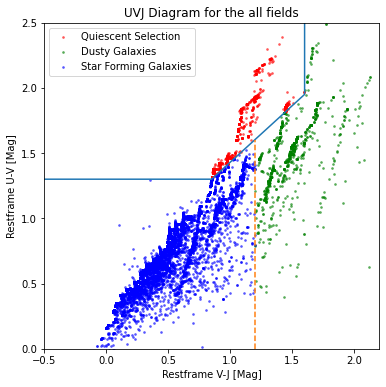 UVJ Diagram for the all fields
Quiescent Selection
Dusty Galaxies
Star Forming Galaxies
Restframe U-V [Mag]
2.5
2.0
1.5
1.0
0.5
0.0
−0.5
0.0
0.5
1.0
1.5
2.0
Restframe V-J [Mag]